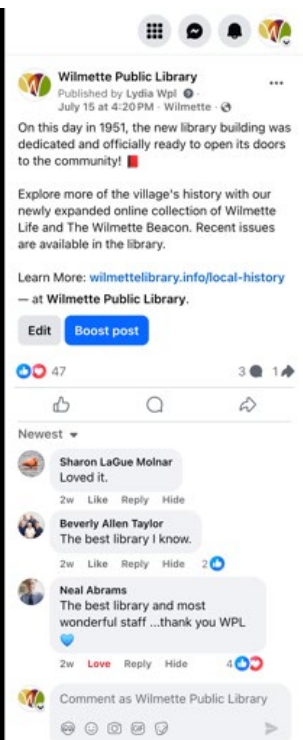 Wilmette Public Library
Published by Lydia Wpl
July 15 at 4:20 PM · Wilmette ·
On this day in 1951, the new library building was
dedicated and officially ready to open its doors
to the community!
Explore more of the village's history with our
newly expanded online collection of Wilmette
Life and The Wilmette Beacon. Recent issues
are available in the library.
Learn More: wilmettelibrary.info/local-history
— at Wilmette Public Library.
Edit Boost post
47 3 1
Newest
Sharon LaGue Molnar
Loved it.
2w Like Reply Hide
Beverly Allen Taylor
The best library I know.
2w Like Reply Hide 2
Neal Abrams
The best library and most
wonderful staff ...thank you WPL
💙
2w Love Reply Hide 4
Comment as Wilmette Public Library
GIF